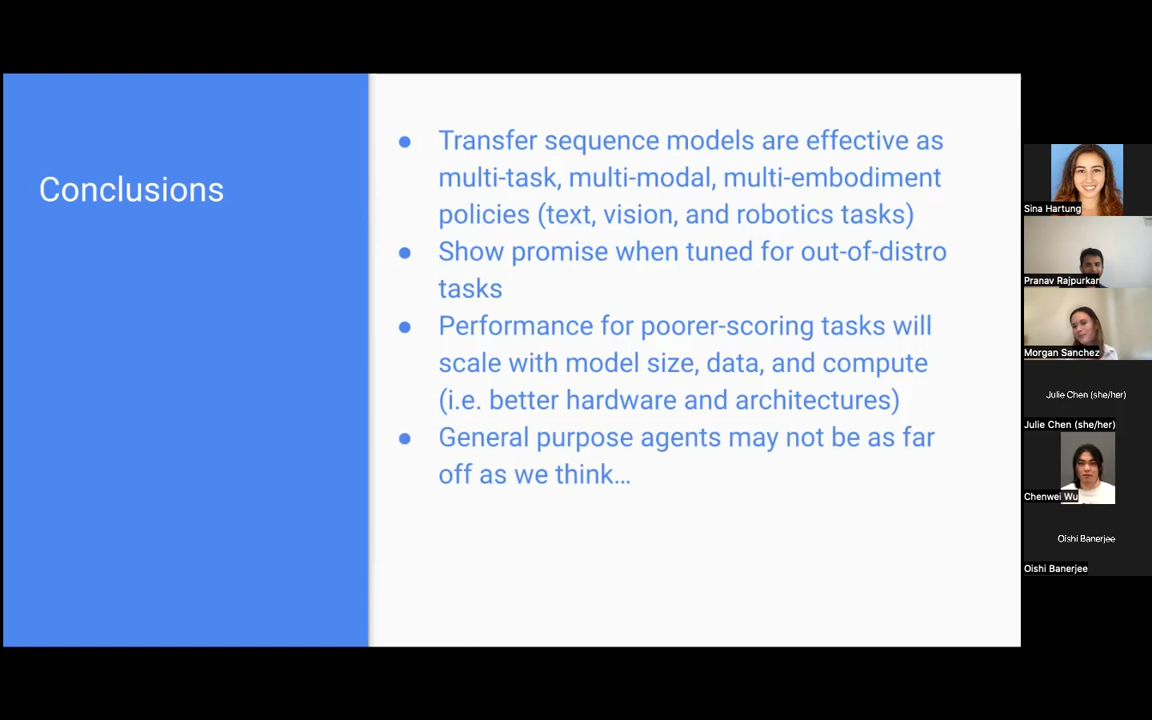 Conclusions
● Transfer sequence models are effective as
multi-task, multi-modal, multi-embodiment
policies (text, vision, and robotics tasks)
● Show promise when tuned for out-of-distro
tasks
● Performance for poorer-scoring tasks will
scale with model size, data, and compute
(i.e. better hardware and architectures)
● General purpose agents may not be as far
off as we think…
Sina Hartung
Pranav Rajpurkar
Morgan Sanchez
Julie Chen (she/her)
Julie Chen (she/her)
Chenwei Wu
Oishi Banerjee
Oishi Banerjee